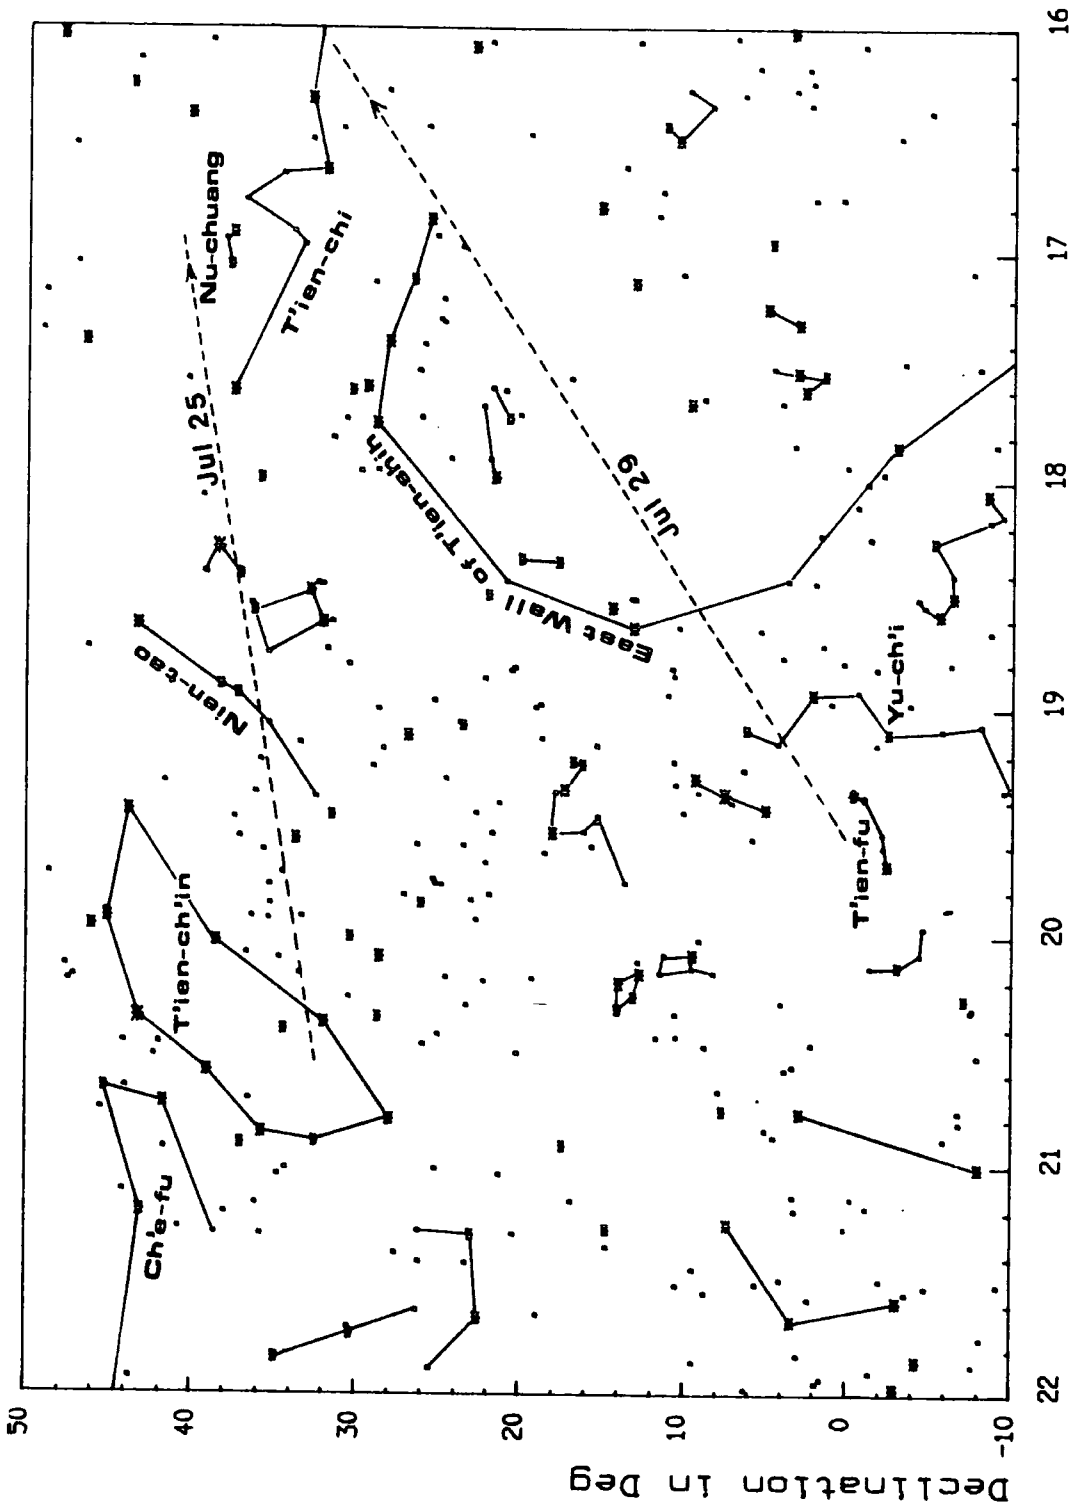 Nu-chuang
T'ien-chi
Jul 25
East Wall of T'ien-shih
Jul 29
Nien-tao
Yu-ch'i
T'ien-fu
T'ien-ch'in
Ch'e-fu
50
40
30
20
10
0
-10
Declination in Deg
22
21
20
19
18
17
16